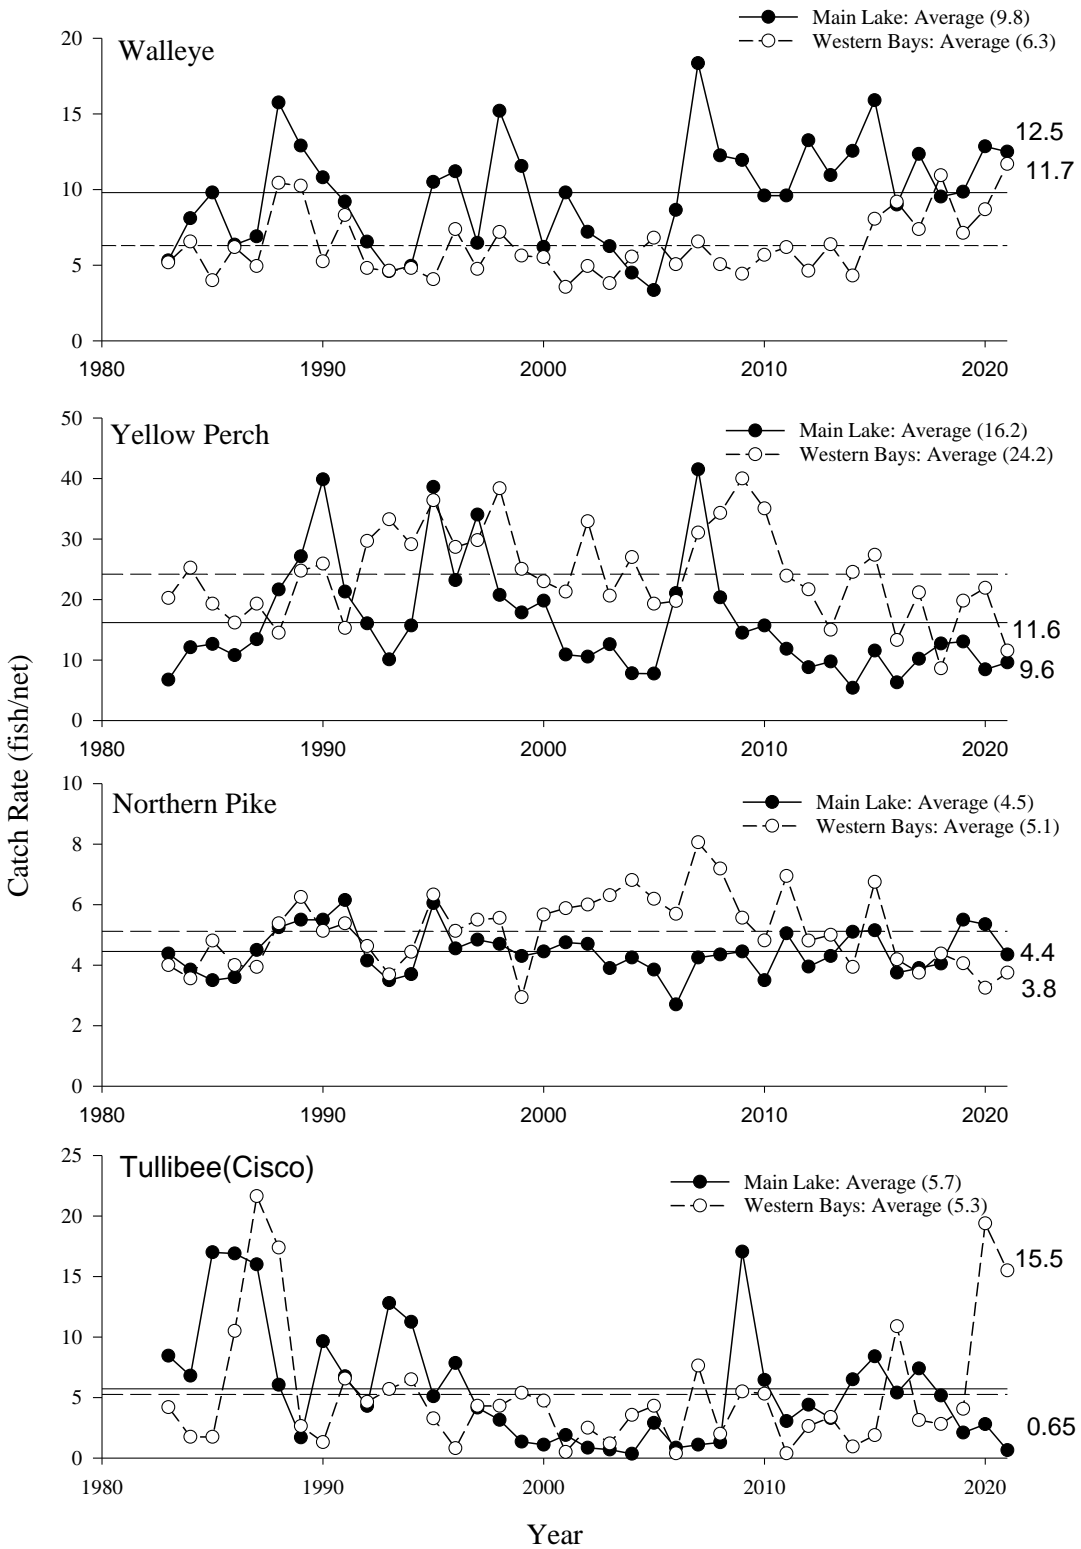 Main Lake: Average (9.8)
Western Bays: Average (6.3)
Walleye
20
15
10
5
0
12.5
11.7
1980 1990 2000 2010 2020
Yellow Perch
Main Lake: Average (16.2)
Western Bays: Average (24.2)
50
40
30
20
10
0
11.6
9.6
1980 1990 2000 2010 2020
Catch Rate (fish/net)
Northern Pike
Main Lake: Average (4.5)
Western Bays: Average (5.1)
10
8
6
4
2
0
4.4
3.8
1980 1990 2000 2010 2020
Tullibee(Cisco)
Main Lake: Average (5.7)
Western Bays: Average (5.3)
25
20
15
10
5
0
15.5
0.65
1980 1990 2000 2010 2020
Year